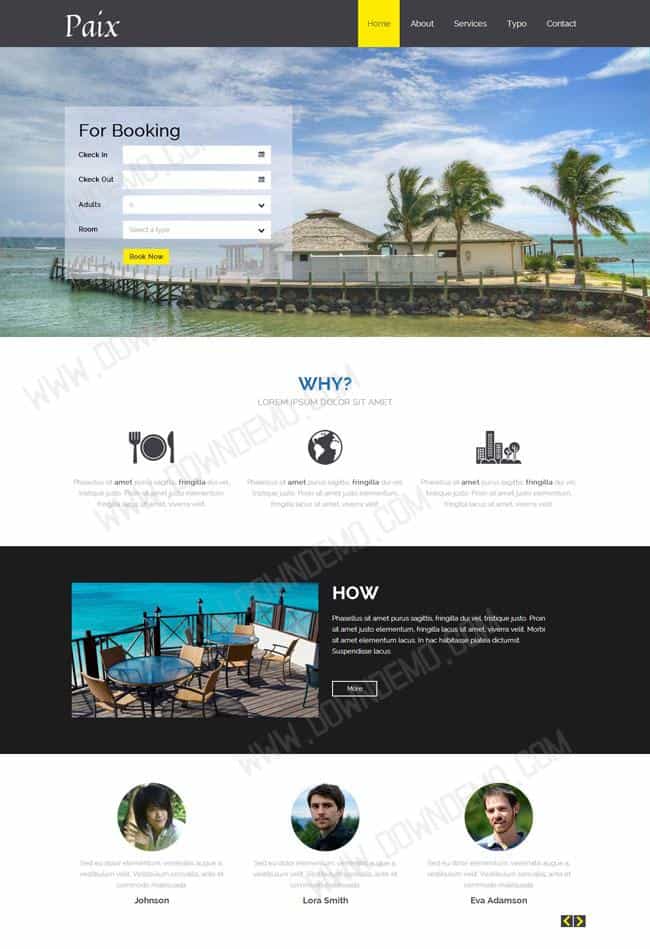 Paix
Home About Services Typo Contact
For Booking
Ckeck In
Ckeck Out
Adults
Room Select a type
Book Now
WHY?
LOREM IPSUM DOLOR SIT AMET
Phasellus sit amet purus sagittis, fringilla dui vel,
tristique justo. Proin sit amet justo elementum,
fringilla lacus sit amet, viverra velit.
Phasellus sit amet purus sagittis, fringilla dui vel,
tristique justo. Proin sit amet justo elementum,
fringilla lacus sit amet, viverra velit.
Phasellus sit amet purus sagittis, fringilla dui vel,
tristique justo. Proin sit amet justo elementum,
fringilla lacus sit amet, viverra velit.
HOW
Phasellus sit amet purus sagittis, fringilla dui vel, tristique justo. Proin
sit amet justo elementum, fringilla lacus sit amet, viverra velit. Morbi
sit amet elementum lacus. In hac habitasse platea dictumst.
Suspendisse lacus.
More
Sed eu dolor elementum, venenatis augue a,
vestibulum velit. Vestibulum convallis, ante et
commodo malesuada
Johnson
Sed eu dolor elementum, venenatis augue a,
vestibulum velit. Vestibulum convallis, ante et
commodo malesuada
Lora Smith
Sed eu dolor elementum, venenatis augue a,
vestibulum velit. Vestibulum convallis, ante et
commodo malesuada
Eva Adamson
WWW.DOWNDEMO.COM
WWW.DOWNDEMO.COM
WWW.DOWNDEMO.COM